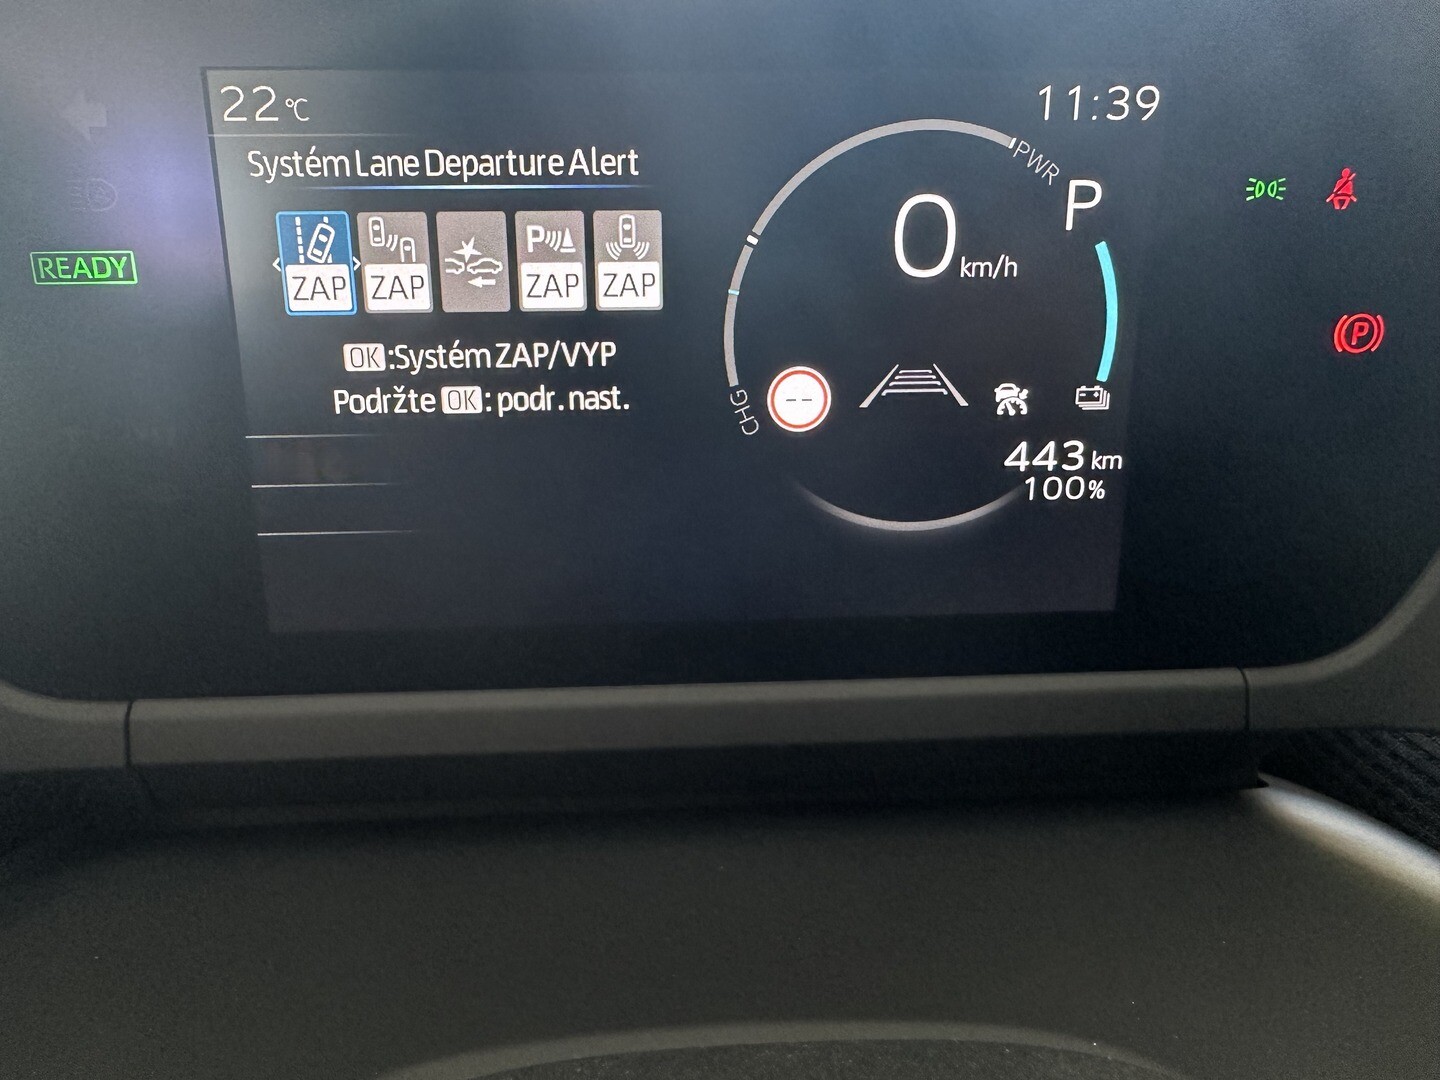 22°C
11:39
Systém Lane Departure Alert
PWR
P
READY
ZAP
ZAP
P
ZAP
ZAP
0 km/h
OK:Systém ZAP/VYP
Podržte OK: podr. nast.
CHG
--
P
443 km
100%